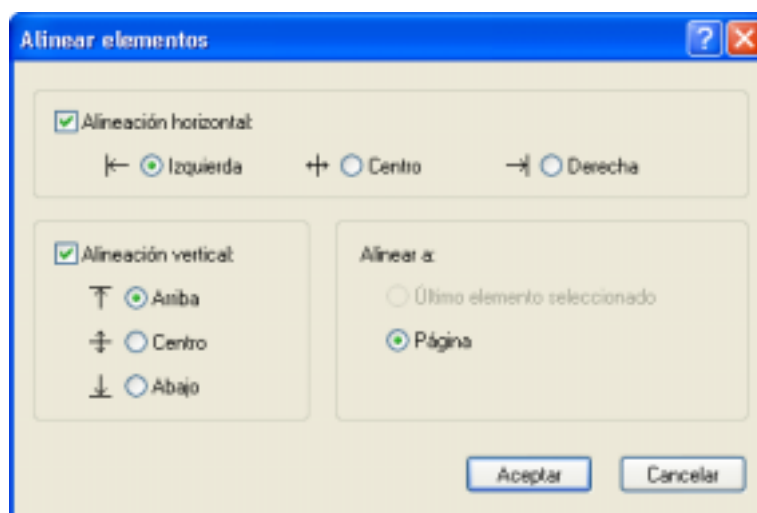 Alinear elementos
Alineación horizontal:
Izquierda Centro Derecha
Alineación vertical:
Arriba
Centro
Abajo
Alinear a:
Último elemento seleccionado
Página
Aceptar Cancelar